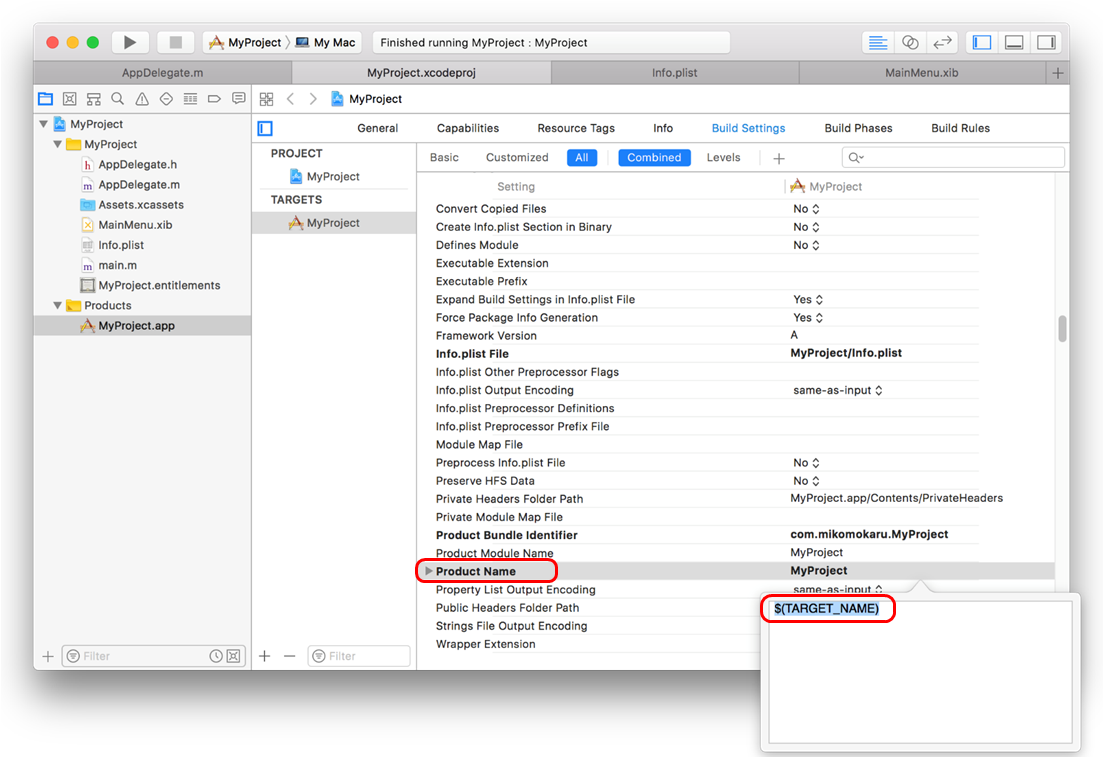 MyProject 〉 My Mac
Finished running MyProject : MyProject
AppDelegate.m
MyProject.xcodeproj
Info.plist
MainMenu.xib
MyProject
MyProject
MyProject
AppDelegate.h
AppDelegate.m
Assets.xcassets
MainMenu.xib
Info.plist
main.m
MyProject.entitlements
Products
MyProject.app
Filter
General Capabilities Resource Tags Info Build Settings Build Phases Build Rules
PROJECT
MyProject
TARGETS
MyProject
Filter
Basic Customized All Combined Levels
Setting MyProject
Convert Copied Files No
Create Info.plist Section in Binary No
Defines Module No
Executable Extension
Executable Prefix
Expand Build Settings in Info.plist File Yes
Force Package Info Generation Yes
Framework Version A
Info.plist File MyProject/Info.plist
Info.plist Other Preprocessor Flags
Info.plist Output Encoding same-as-input
Info.plist Preprocessor Definitions
Info.plist Preprocessor Prefix File
Module Map File
Preprocess Info.plist File No
Preserve HFS Data No
Private Headers Folder Path MyProject.app/Contents/PrivateHeaders
Private Module Map File
Product Bundle Identifier com.mikomokaru.MyProject
Product Module Name MyProject
Product Name MyProject
Property List Output Encoding same-as-input
Public Headers Folder Path
Strings File Output Encoding
Wrapper Extension
$(TARGET_NAME)